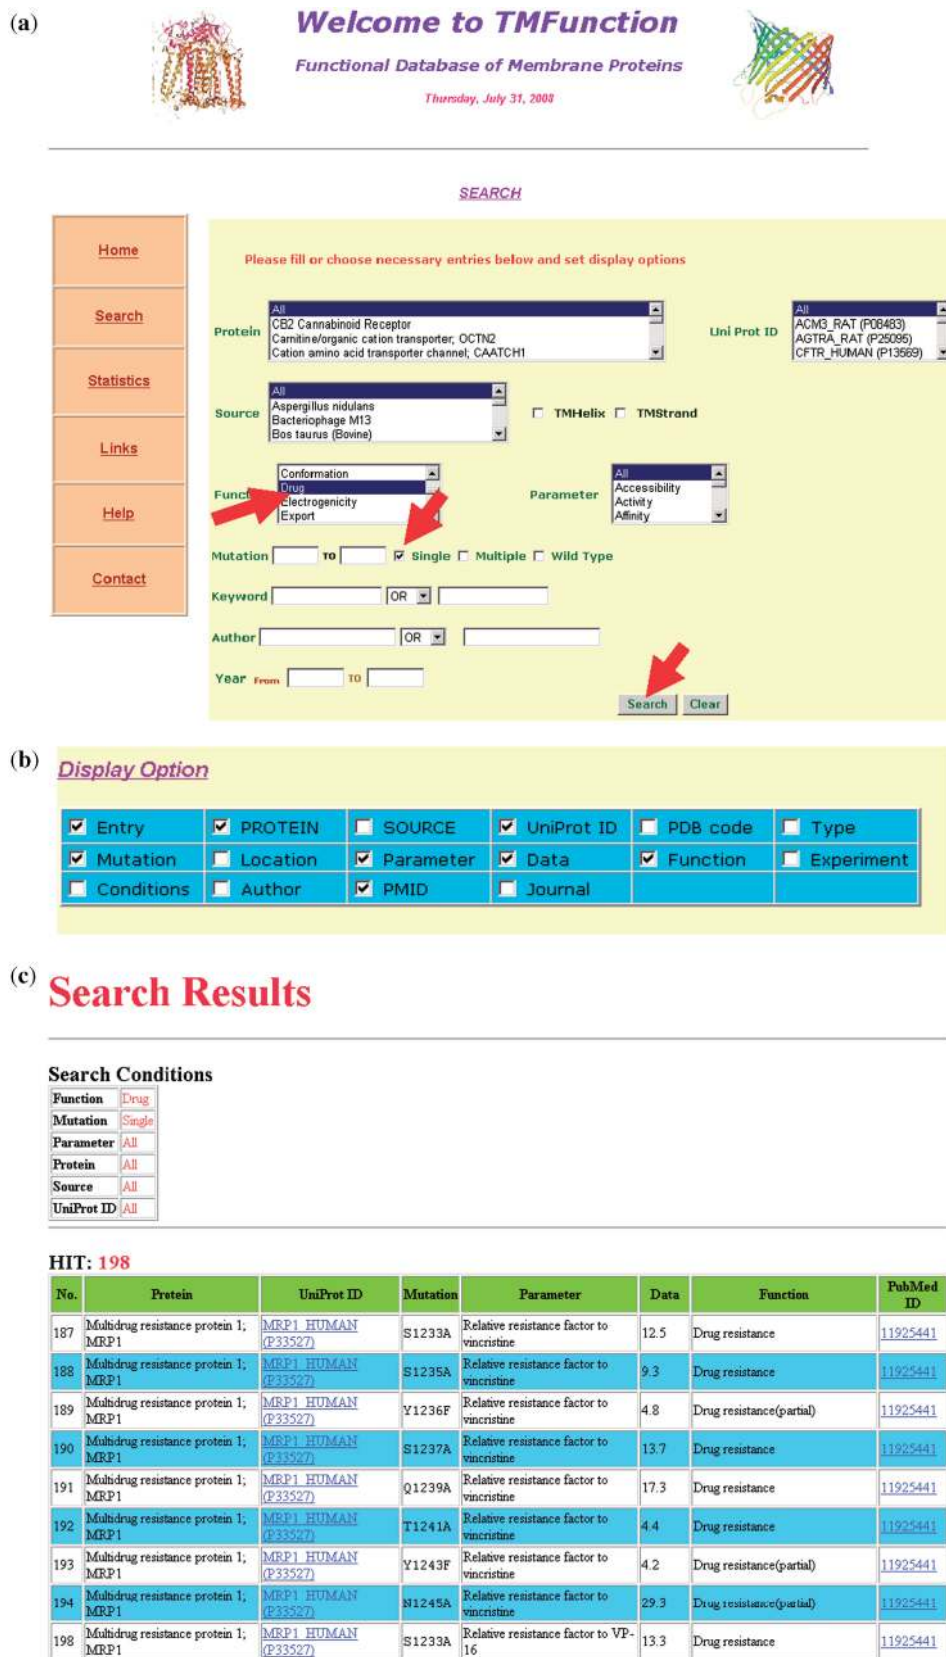 (a)
Welcome to TMFunction
Functional Database of Membrane Proteins
Thursday, July 31, 2008
SEARCH
Home
Search
Statistics
Links
Help
Contact
Please fill or choose necessary entries below and set display options
Protein
All
CB2 Cannabinoid Receptor
Carnitine/organic cation transporter; OCTN2
Cation amino acid transporter channel; CAATCH1
Uni Prot ID
All
ACM3_RAT (P08483)
AGTRA_RAT (P25095)
CFTR_HUMAN (P13569)
Source
All
Aspergillus nidulans
Bacteriophage M13
Bos taurus (Bovine)
TMHelix TMStrand
Funct
Conformation
Drug
Electrogenicity
Export
Parameter
All
Accessibility
Activity
Affinity
Mutation TO Single Multiple Wild Type
Keyword OR
Author OR
Year From TO
Search Clear
(b)
Display Option
Entry PROTEIN SOURCE UniProt ID PDB code Type
Mutation Location Parameter Data Function Experiment
Conditions Author PMID Journal
(c)
Search Results
Search Conditions
Function Drug
Mutation Single
Parameter All
Protein All
Source All
UniProt ID All
HIT: 198
No. Protein UniProt ID Mutation Parameter Data Function PubMed ID
187 Multidrug resistance protein 1; MRP1 MRP1_HUMAN (P33527) S1233A Relative resistance factor to vincristine 12.5 Drug resistance 11925441
188 Multidrug resistance protein 1; MRP1 MRP1_HUMAN (P33527) S1235A Relative resistance factor to vincristine 9.3 Drug resistance 11925441
189 Multidrug resistance protein 1; MRP1 MRP1_HUMAN (P33527) Y1236F Relative resistance factor to vincristine 4.8 Drug resistance(partial) 11925441
190 Multidrug resistance protein 1; MRP1 MRP1_HUMAN (P33527) S1237A Relative resistance factor to vincristine 13.7 Drug resistance 11925441
191 Multidrug resistance protein 1; MRP1 MRP1_HUMAN (P33527) Q1239A Relative resistance factor to vincristine 17.3 Drug resistance 11925441
192 Multidrug resistance protein 1; MRP1 MRP1_HUMAN (P33527) T1241A Relative resistance factor to vincristine 4.4 Drug resistance 11925441
193 Multidrug resistance protein 1; MRP1 MRP1_HUMAN (P33527) Y1243F Relative resistance factor to vincristine 4.2 Drug resistance(partial) 11925441
194 Multidrug resistance protein 1; MRP1 MRP1_HUMAN (P33527) N1245A Relative resistance factor to vincristine 29.3 Drug resistance(partial) 11925441
198 Multidrug resistance protein 1; MRP1 MRP1_HUMAN (P33527) S1233A Relative resistance factor to VP-16 13.3 Drug resistance 11925441